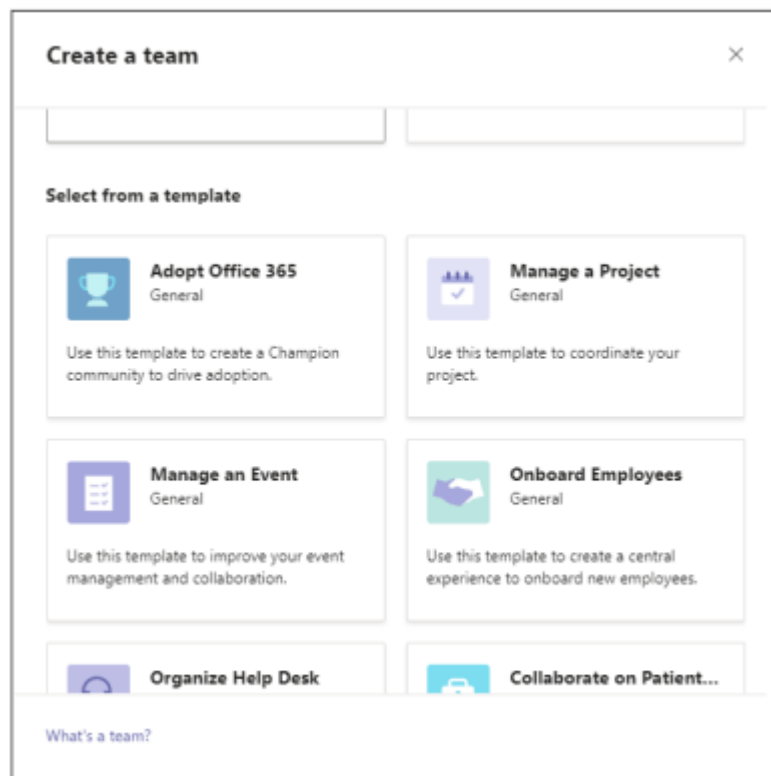 Create a team
Select from a template
Adopt Office 365
General
Use this template to create a Champion
community to drive adoption.
Manage a Project
General
Use this template to coordinate your
project.
Manage an Event
General
Use this template to improve your event
management and collaboration.
Onboard Employees
General
Use this template to create a central
experience to onboard new employees.
Organize Help Desk
Collaborate on Patient...
What's a team?